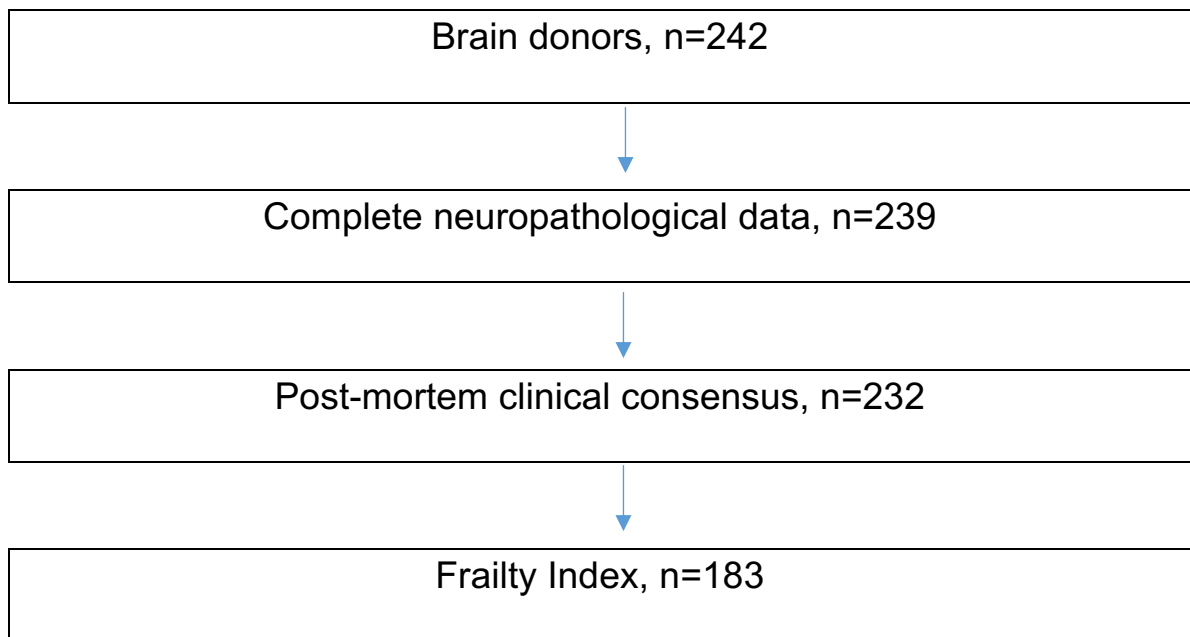 Brain donors, n=242
Complete neuropathological data, n=239
Post-mortem clinical consensus, n=232
Frailty Index, n=183